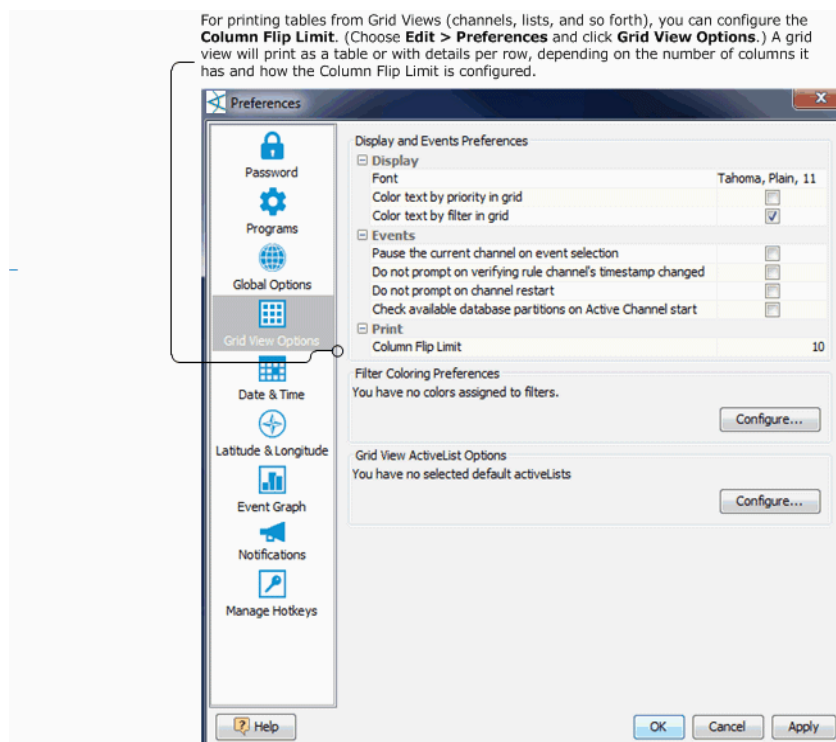 For printing tables from Grid Views (channels, lists, and so forth), you can configure the
Column Flip Limit. (Choose Edit > Preferences and click Grid View Options.) A grid
view will print as a table or with details per row, depending on the number of columns it
has and how the Column Flip Limit is configured.
Preferences
Password
Programs
Global Options
Grid View Options
Date & Time
Latitude & Longitude
Event Graph
Notifications
Manage Hotkeys
Display and Events Preferences
Display
Font Tahoma, Plain, 11
Color text by priority in grid
Color text by filter in grid
Events
Pause the current channel on event selection
Do not prompt on verifying rule channel's timestamp changed
Do not prompt on channel restart
Check available database partitions on Active Channel start
Print
Column Flip Limit 10
Filter Coloring Preferences
You have no colors assigned to filters.
Configure...
Grid View ActiveList Options
You have no selected default activeLists
Configure...
Help
OK
Cancel
Apply